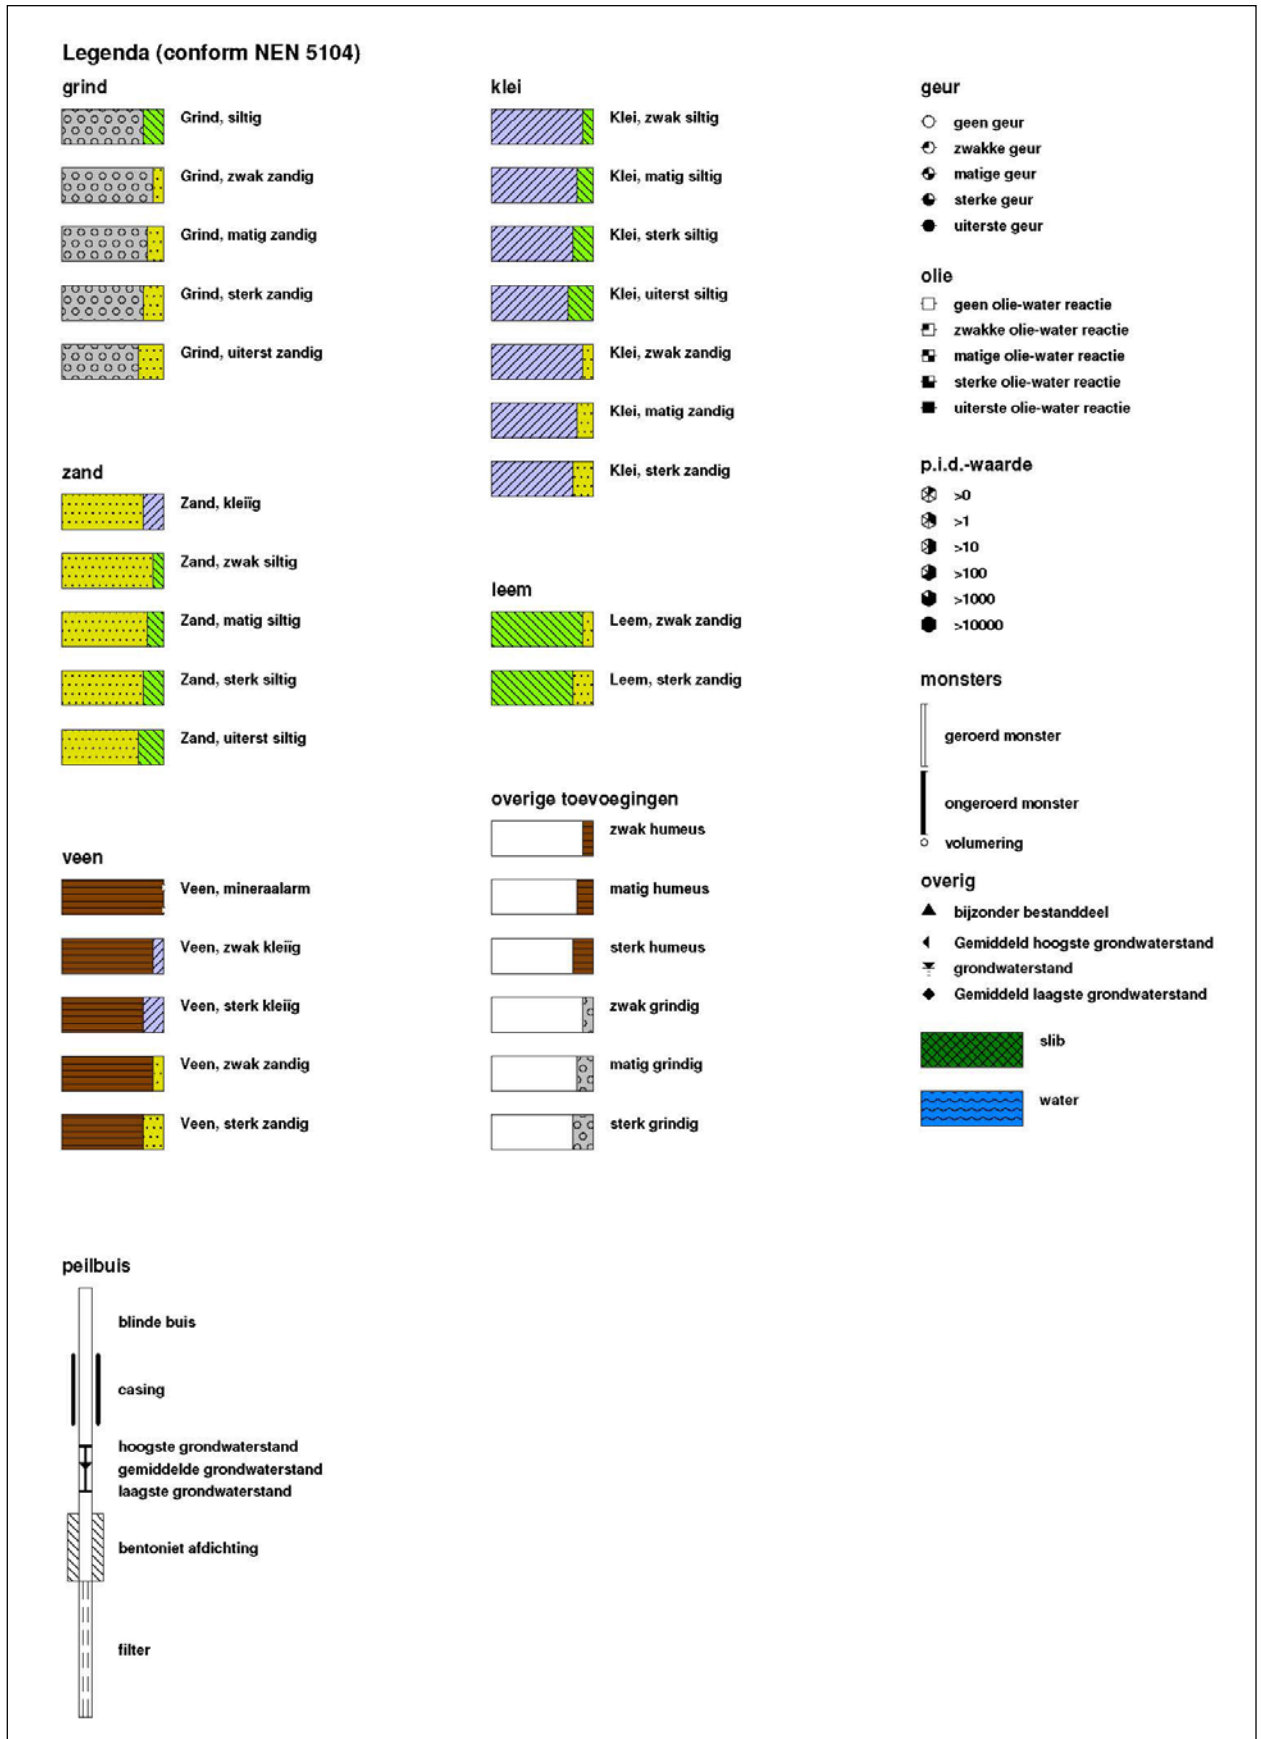 Legenda (conform NEN 5104)
grind
Grind, siltig
Grind, zwak zandig
Grind, matig zandig
Grind, sterk zandig
Grind, uiterst zandig
zand
Zand, kleiïg
Zand, zwak siltig
Zand, matig siltig
Zand, sterk siltig
Zand, uiterst siltig
veen
Veen, mineraalarm
Veen, zwak kleiïg
Veen, sterk kleiïg
Veen, zwak zandig
Veen, sterk zandig
peilbuis
blinde buis
casing
hoogste grondwaterstand
gemiddelde grondwaterstand
laagste grondwaterstand
bentoniet afdichting
filter
klei
Klei, zwak siltig
Klei, matig siltig
Klei, sterk siltig
Klei, uiterst siltig
Klei, zwak zandig
Klei, matig zandig
Klei, sterk zandig
leem
Leem, zwak zandig
Leem, sterk zandig
overige toevoegingen
zwak humeus
matig humeus
sterk humeus
zwak grindig
matig grindig
sterk grindig
geur
geen geur
zwakke geur
matige geur
sterke geur
uiterste geur
olie
geen olie-water reactie
zwakke olie-water reactie
matige olie-water reactie
sterke olie-water reactie
uiterste olie-water reactie
p.i.d.-waarde
>0
>1
>10
>100
>1000
>10000
monsters
geroerd monster
ongeroerd monster
volumering
overig
bijzonder bestanddeel
Gemiddeld hoogste grondwaterstand
grondwaterstand
Gemiddeld laagste grondwaterstand
slib
water